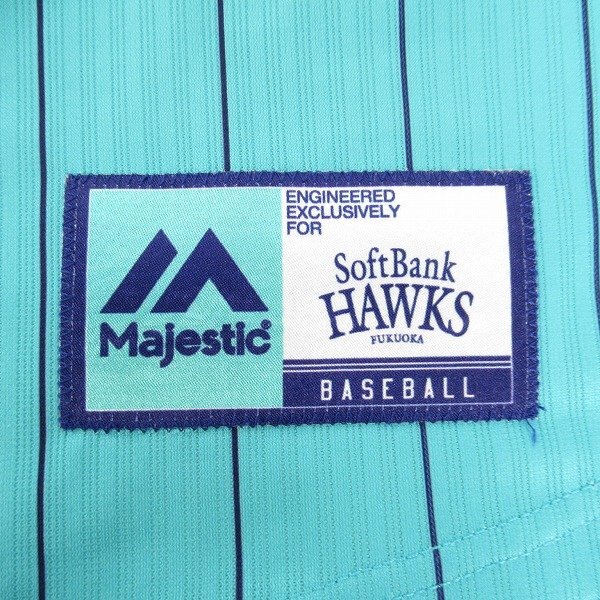 Majestic®
ENGINEERED
EXCLUSIVELY
FOR
SoftBank
HAWKS
FUKUOKA
BASEBALL